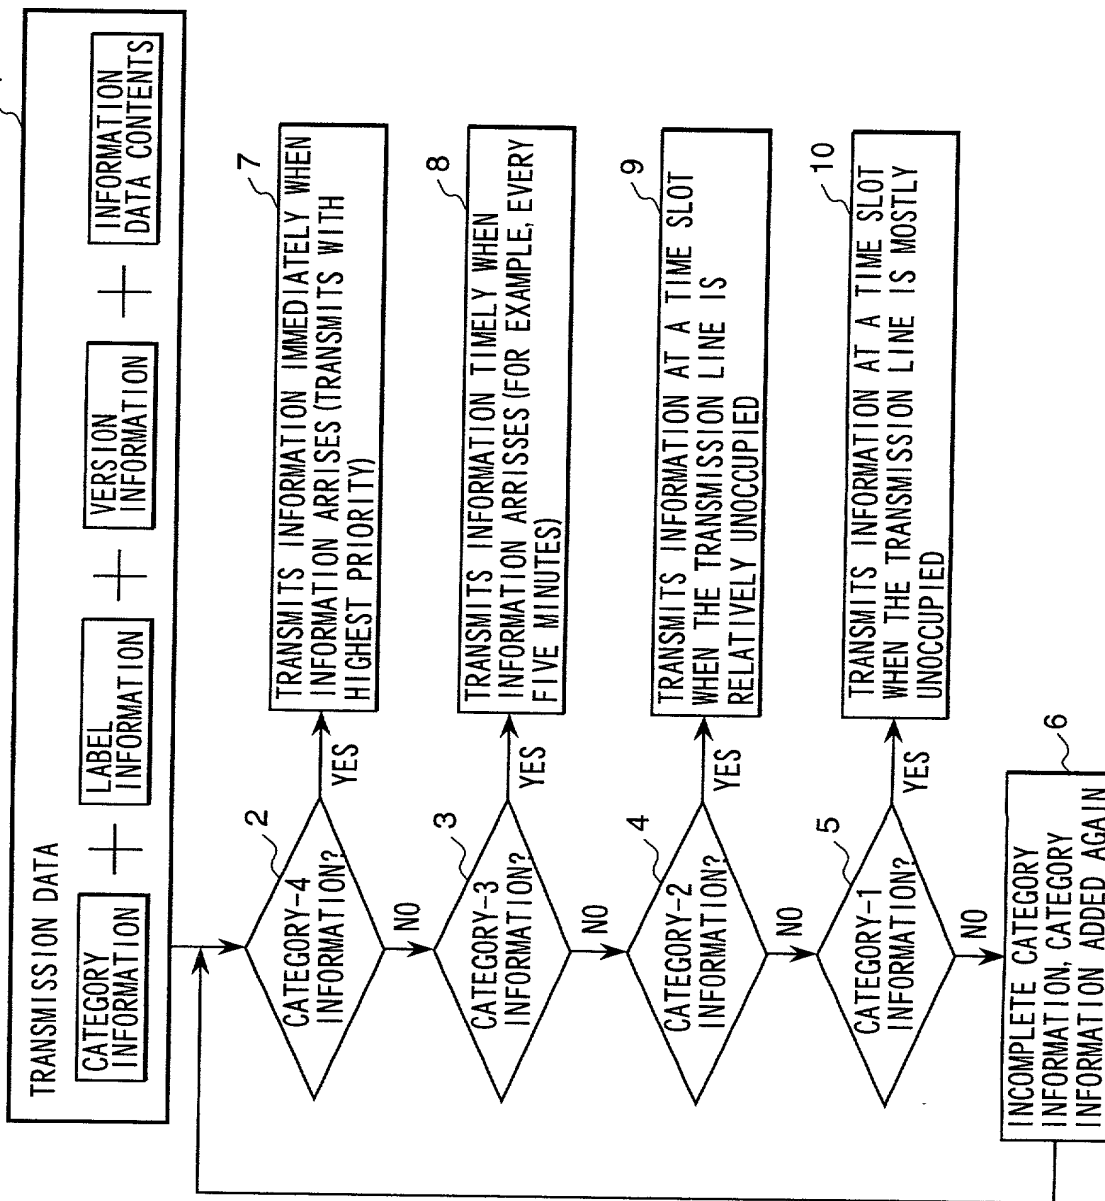 TRANSMISSION DATA
CATEGORY
INFORMATION
+
LABEL
INFORMATION
+
VERSION
INFORMATION
+
INFORMATION
DATA CONTENTS
2
CATEGORY-4
INFORMATION?
YES
NO
7
TRANSMITS INFORMATION IMMEDIATELY WHEN
INFORMATION ARRISES (TRANSMITS WITH
HIGHEST PRIORITY)
3
CATEGORY-3
INFORMATION?
YES
NO
8
TRANSMITS INFORMATION TIMELY WHEN
INFORMATION ARRISSES (FOR EXAMPLE, EVERY
FIVE MINUTES)
4
CATEGORY-2
INFORMATION?
YES
NO
9
TRANSMITS INFORMATION AT A TIME SLOT
WHEN THE TRANSMISSION LINE IS
RELATIVELY UNOCCUPIED
5
CATEGORY-1
INFORMATION?
YES
NO
10
TRANSMITS INFORMATION AT A TIME SLOT
WHEN THE TRANSMISSION LINE IS MOSTLY
UNOCCUPIED
6
INCOMPLETE CATEGORY
INFORMATION, CATEGORY
INFORMATION ADDED AGAIN